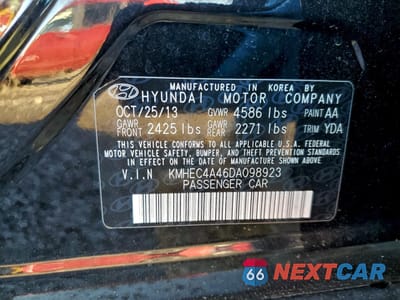 MANUFACTURED IN KOREA BY
HYUNDAI MOTOR COMPANY
OCT/25/13 GVWR 4586 lbs PAINT AA
GAWR FRONT 2425 lbs GAWR REAR 2271 lbs TRIM YDA
THIS VEHICLE CONFORMS TO ALL APPLICABLE U.S.A. FEDERAL
MOTOR VEHICLE SAFETY, BUMPER, AND THEFT PREVENTION
STANDARDS IN EFFECT ON THE DATE OF MANUFACTURE SHOWN ABOVE.
V.I.N KMHEC4A46DA098923
PASSENGER CAR
66 NEXTCAR